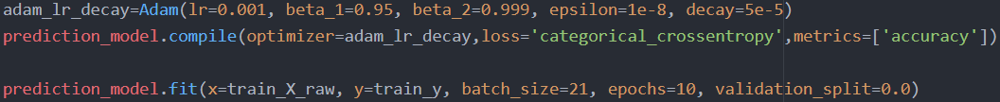 adam_lr_decay=Adam(lr=0.001, beta_1=0.95, beta_2=0.999, epsilon=1e-8, decay=5e-5)
prediction_model.compile(optimizer=adam_lr_decay,loss='categorical_crossentropy',metrics=['accuracy'])
prediction_model.fit(x=train_X_raw, y=train_y, batch_size=21, epochs=10, validation_split=0.0)